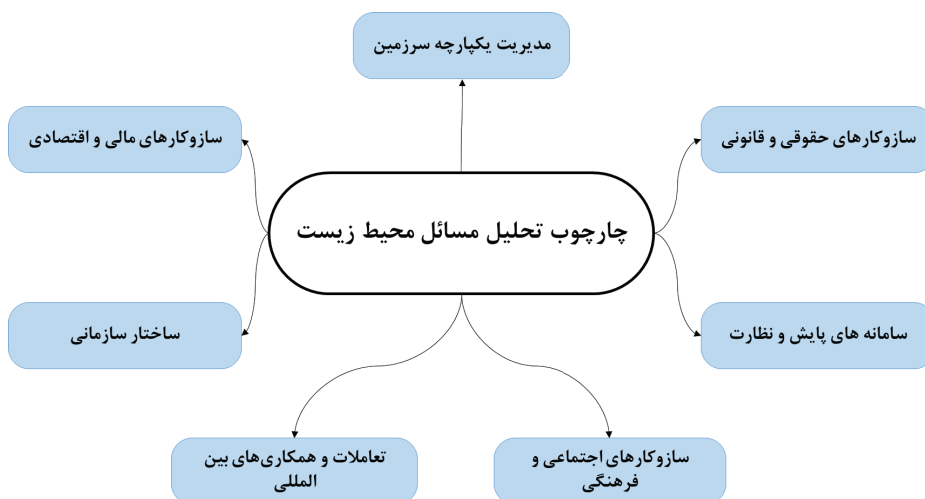 مدیریت یکپارچه سرزمین
سازوکارهای حقوقی و قانونی
سازوکارهای مالی و اقتصادی
چارچوب تحلیل مسائل محیط زیست
سامانه های پایش و نظارت
ساختار سازمانی
سازوکارهای اجتماعی و
فرهنگی
تعاملات و همکاری‌های بین
المللی